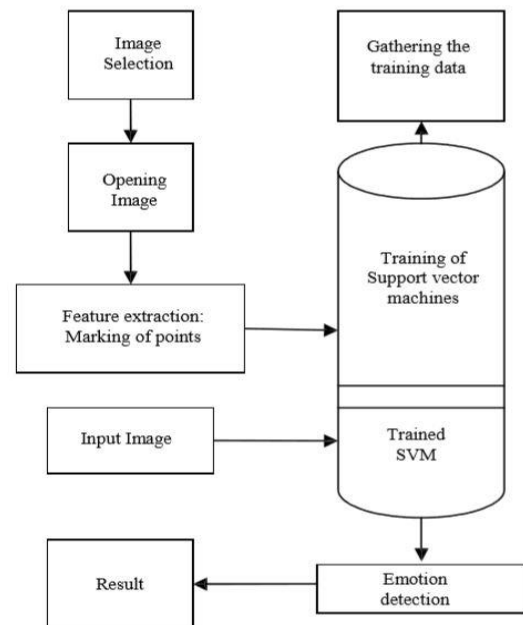 Image
Selection
Opening
Image
Feature extraction:
Marking of points
Input Image
Result
Gathering the
training data
Training of
Support vector
machines
Trained
SVM
Emotion
detection